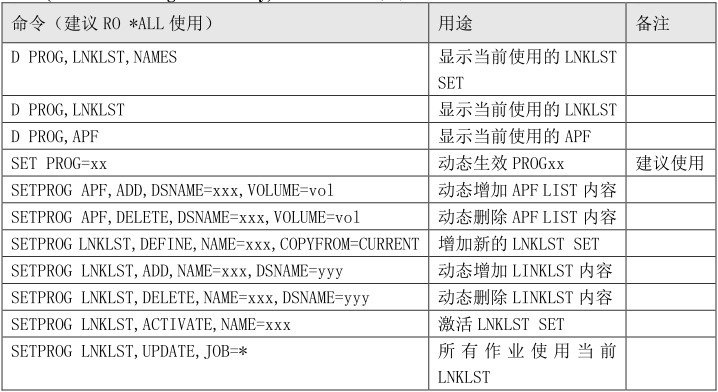 命令（建议 RO *ALL 使用） 用途 备注
D PROG,LNKLST,NAMES 显示当前使用的 LNKLST
SET
D PROG,LNKLST 显示当前使用的 LNKLST
D PROG,APF 显示当前使用的 APF
SET PROG=xx 动态生效 PROGxx 建议使用
SETPROG APF,ADD,DSNAME=xxx,VOLUME=vol 动态增加 APF LIST 内容
SETPROG APF,DELETE,DSNAME=xxx,VOLUME=vol 动态删除 APF LIST 内容
SETPROG LNKLST,DEFINE,NAME=xxx,COPYFROM=CURRENT 增加新的 LNKLST SET
SETPROG LNKLST,ADD,NAME=xxx,DSNAME=yyy 动态增加 LINKLST 内容
SETPROG LNKLST,DELETE,NAME=xxx,DSNAME=yyy 动态删除 LINKLST 内容
SETPROG LNKLST,ACTIVATE,NAME=xxx 激活 LNKLST SET
SETPROG LNKLST,UPDATE,JOB=* 所有作业使用当前
LNKLST